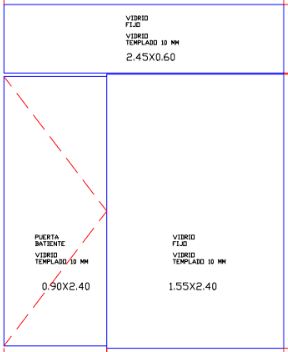 VIDRIO
FIJO
VIDRIO
TEMPLADO 10 MM
2.45X0.60
PUERTA
BATIENTE
VIDRIO
TEMPLADO 10 MM
0.90X2.40
VIDRIO
FIJO
VIDRIO
TEMPLADO 10 MM
1.55X2.40